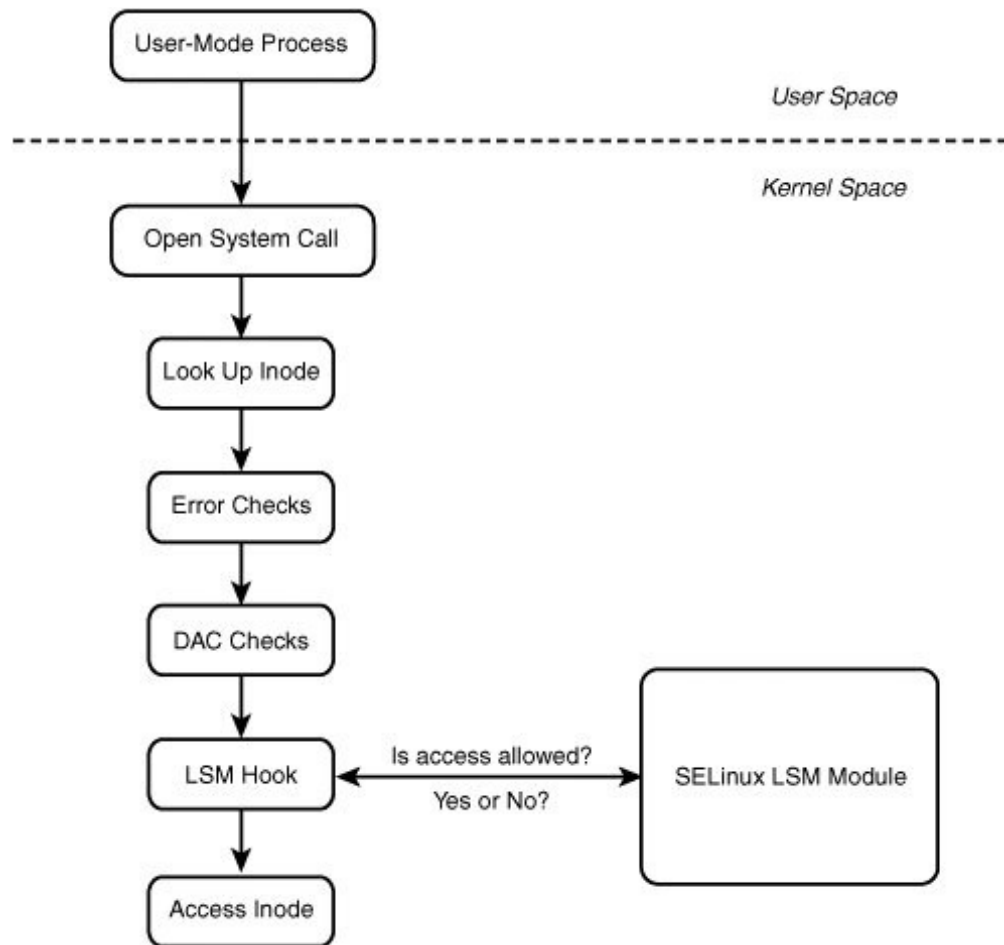 User-Mode Process
User Space
Kernel Space
Open System Call
Look Up Inode
Error Checks
DAC Checks
LSM Hook
Is access allowed?
Yes or No?
SELinux LSM Module
Access Inode